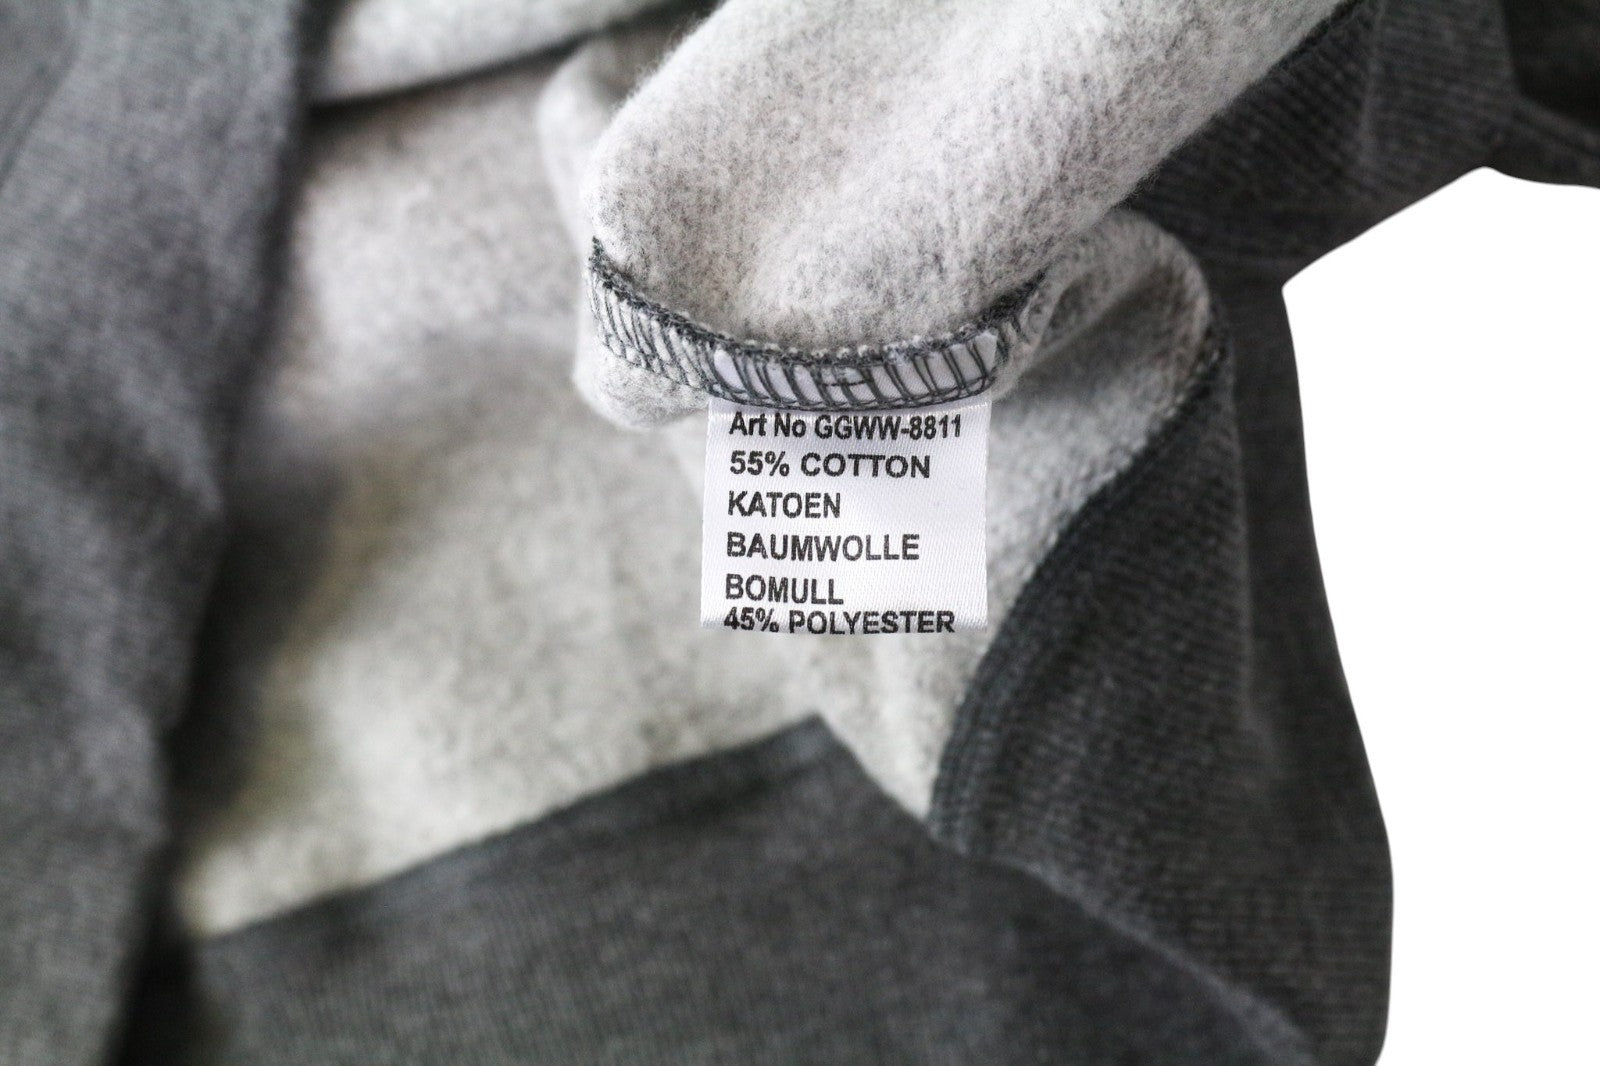 Art No GGWW-8811
55% COTTON
KATOEN
BAUMWOLLE
BOMULL
45% POLYESTER